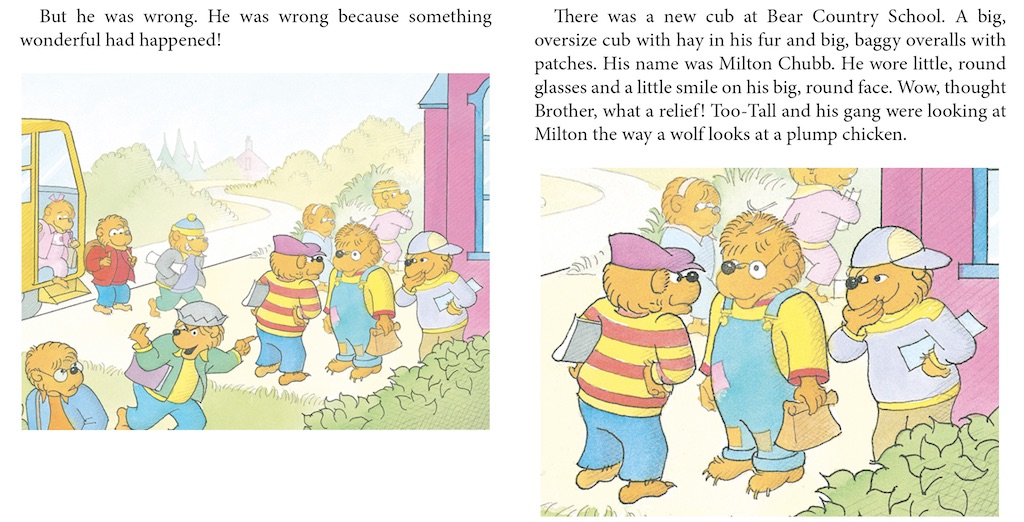 But he was wrong. He was wrong because something
wonderful had happened!
There was a new cub at Bear Country School. A big,
oversize cub with hay in his fur and big, baggy overalls with
patches. His name was Milton Chubb. He wore little, round
glasses and a little smile on his big, round face. Wow, thought
Brother, what a relief! Too-Tall and his gang were looking at
Milton the way a wolf looks at a plump chicken.